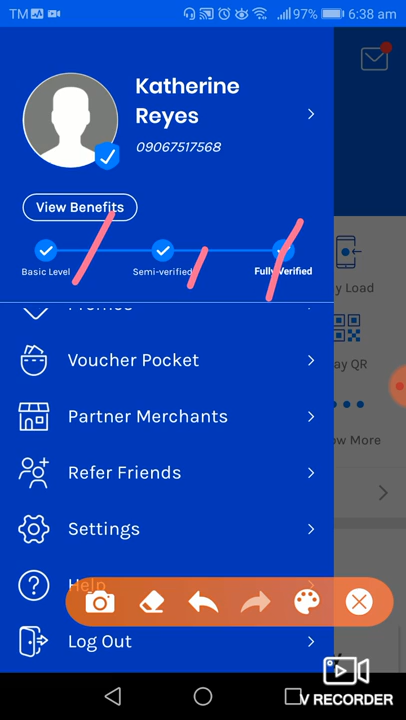 TM 97% 6:38 am
Katherine
Reyes
09067517568
View Benefits
Basic Level Semi-verified Fully Verified
y Load
Voucher Pocket
ay QR
Partner Merchants
ow More
Refer Friends
Settings
Help
Log Out
V RECORDER